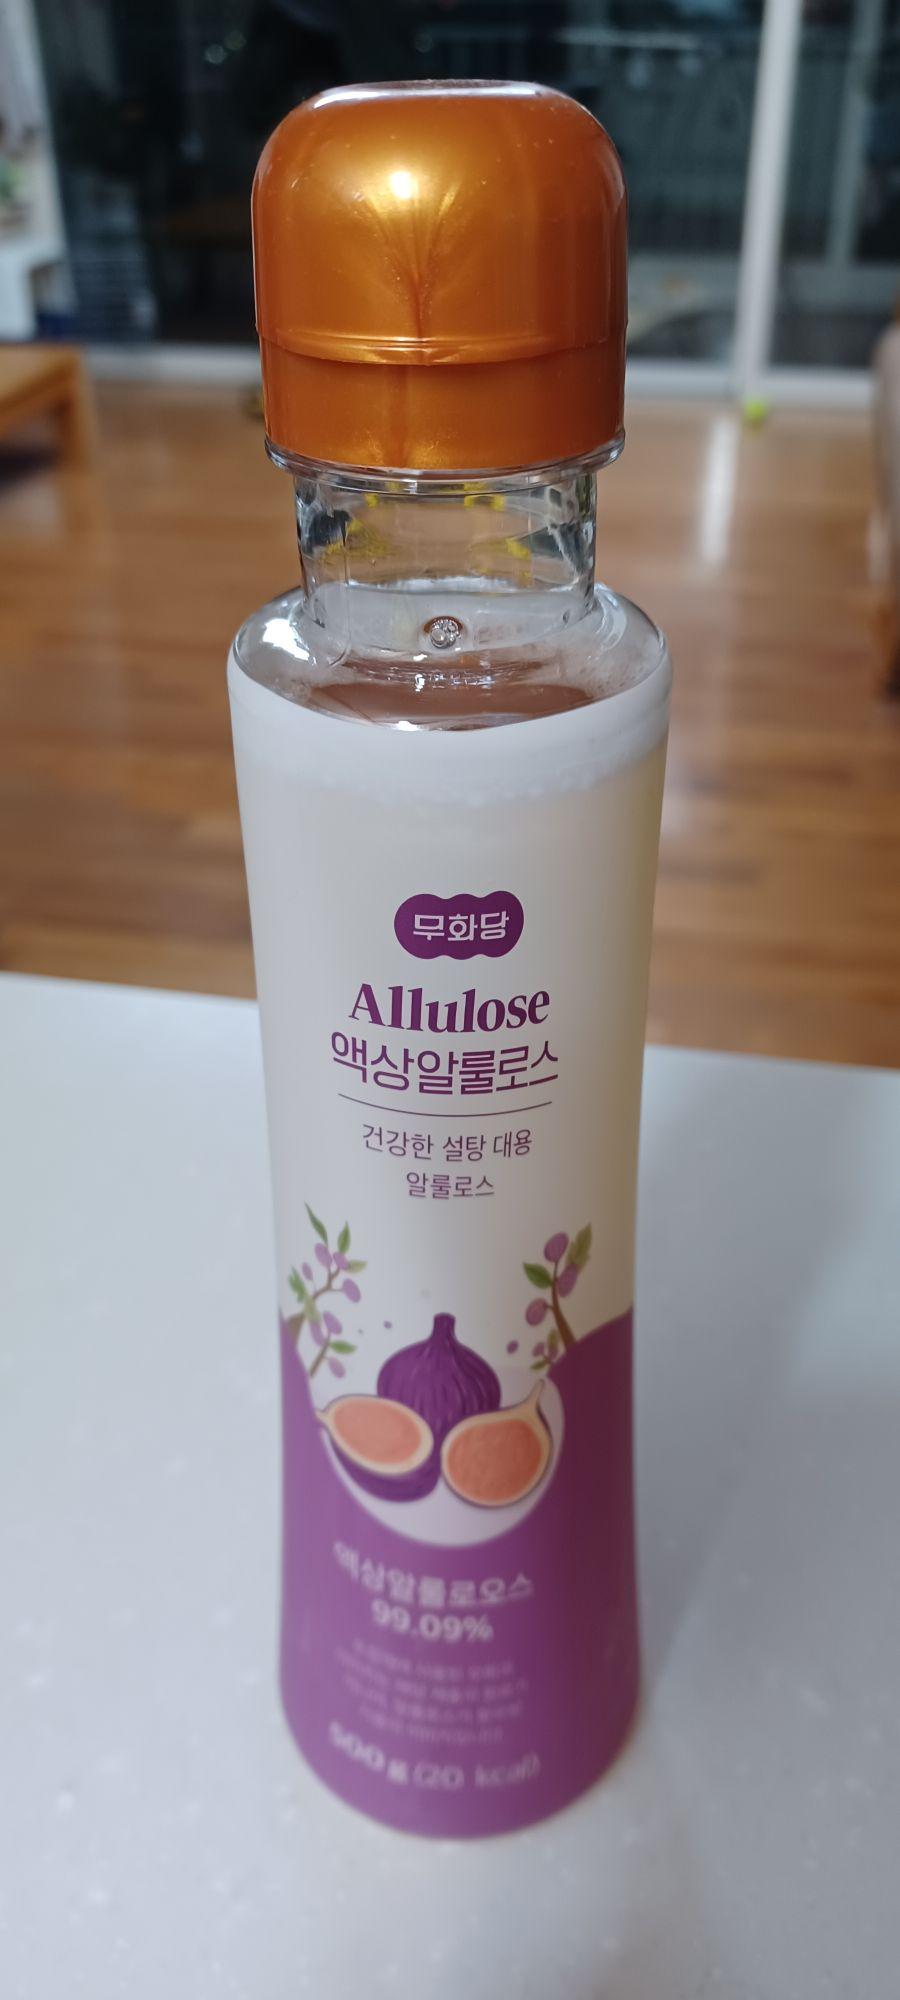 무화당
Allulose
액상알룰로스
건강한 설탕 대용
알룰로스
액상알룰로오스
99.09%
500 g (20 kcal)